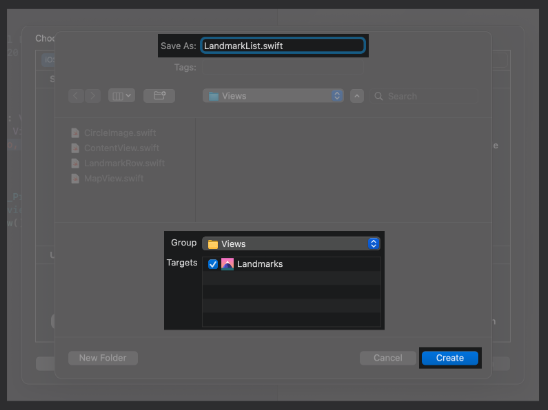 Save As: LandmarkList.swift
Tags:
Views
Search
CircleImage.swift
ContentView.swift
LandmarkRow.swift
MapView.swift
Group Views
Targets Landmarks
New Folder Cancel Create